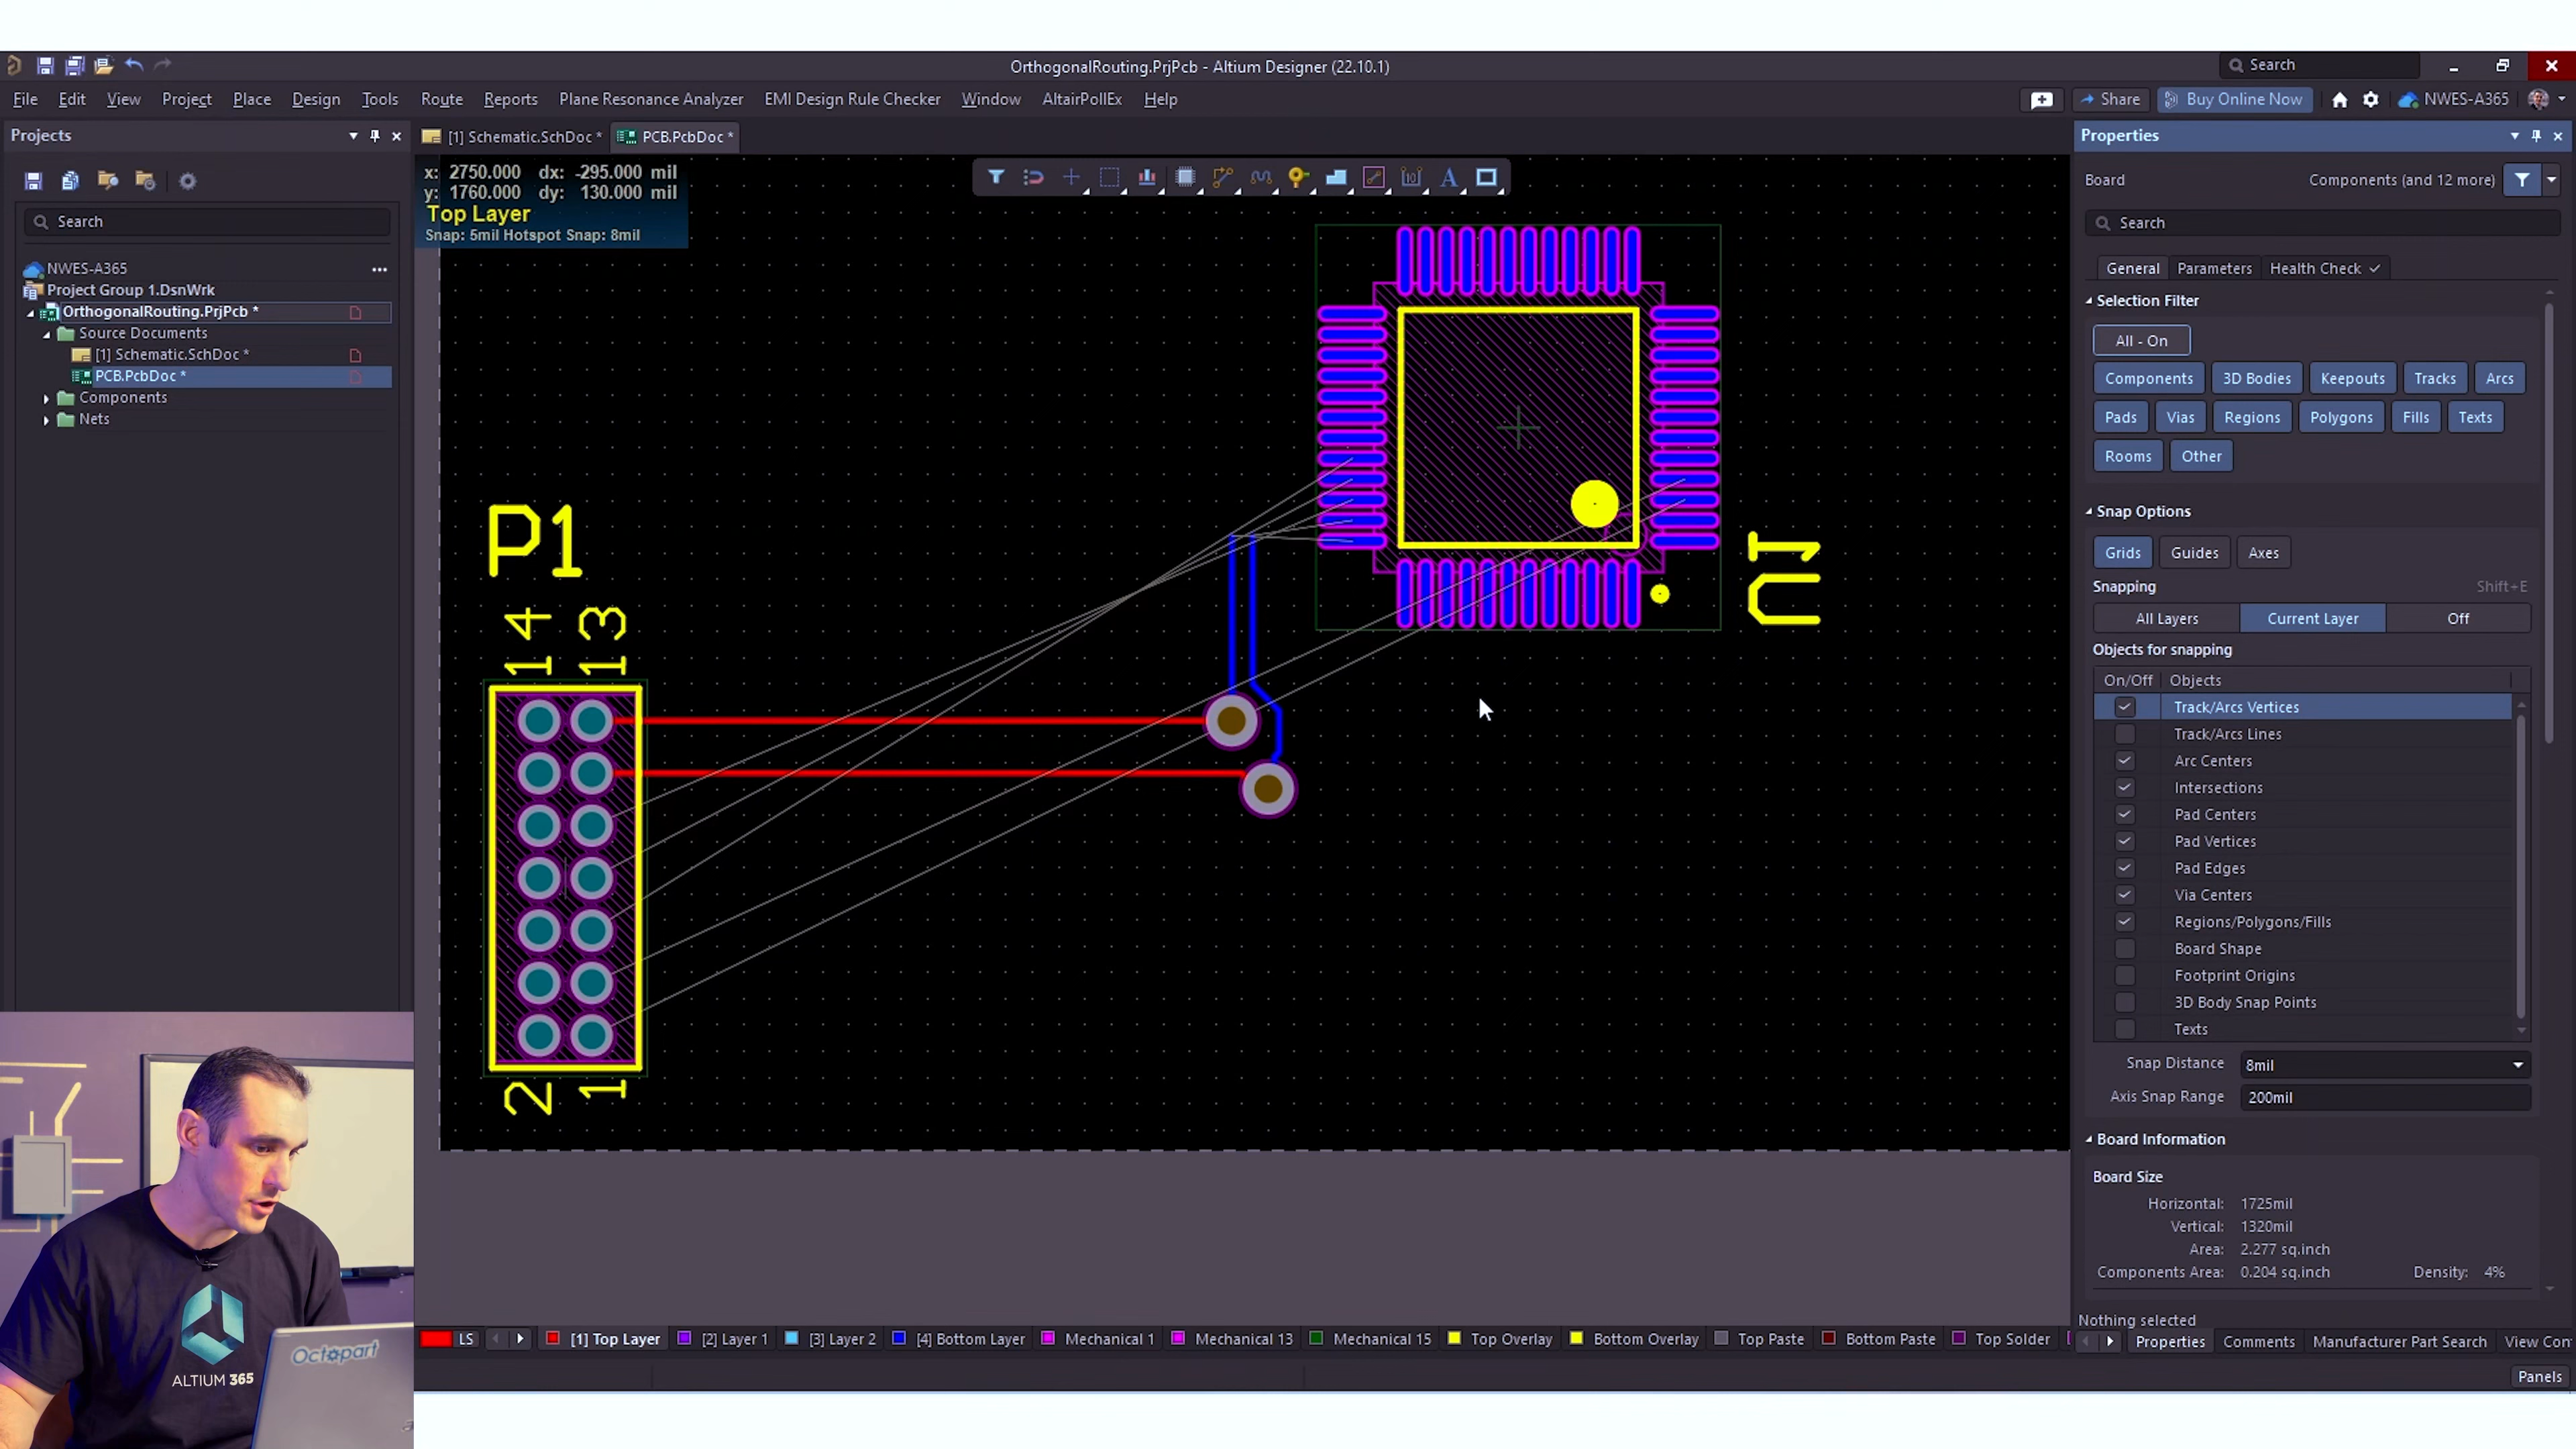 OrthogonalRouting.PrjPcb - Altium Designer (22.10.1)
Search
File Edit View Project Place Design Tools Route Reports Plane Resonance Analyzer EMI Design Rule Checker Window AltairPollEx Help
Share Buy Online Now NWES-A365
Projects
[1] Schematic.SchDoc *
PCB.PcbDoc *
Properties
x: 2750.000 dx: -295.000 mil
y: 1760.000 dy: 130.000 mil
Top Layer
Snap: 5mil Hotspot Snap: 8mil
Search
NWES-A365
Project Group 1.DsnWrk
OrthogonalRouting.PrjPcb *
Source Documents
[1] Schematic.SchDoc *
PCB.PcbDoc *
Components
Nets
P1
14 13
2 1
U1
Board Components (and 12 more)
Search
General Parameters Health Check
Selection Filter
All - On
Components 3D Bodies Keepouts Tracks Arcs
Pads Vias Regions Polygons Fills Texts
Rooms Other
Snap Options
Grids Guides Axes
Snapping Shift+E
All Layers Current Layer Off
Objects for snapping
On/Off Objects
Track/Arcs Vertices
Track/Arcs Lines
Arc Centers
Intersections
Pad Centers
Pad Vertices
Pad Edges
Via Centers
Regions/Polygons/Fills
Board Shape
Footprint Origins
3D Body Snap Points
Texts
Snap Distance 8mil
Axis Snap Range 200mil
Board Information
Board Size
Horizontal: 1725mil
Vertical: 1320mil
Area: 2.277 sq.inch
Components Area: 0.204 sq.inch Density: 4%
Nothing selected
Properties Comments Manufacturer Part Search View Con
Panels
LS [1] Top Layer [2] Layer 1 [3] Layer 2 [4] Bottom Layer Mechanical 1 Mechanical 13 Mechanical 15 Top Overlay Bottom Overlay Top Paste Bottom Paste Top Solder
Octopart
ALTIUM 365